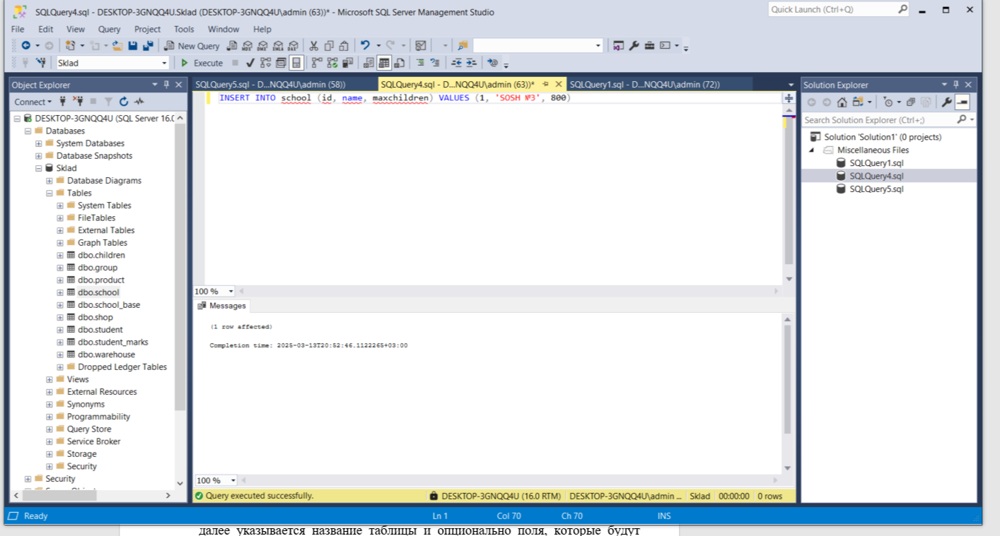 SQLQuery4.sql - DESKTOP-3GNQQ4U.Sklad (DESKTOP-3GNQQ4U\admin (63))* - Microsoft SQL Server Management Studio
Quick Launch (Ctrl+Q)
File Edit View Query Project Tools Window Help
New Query
MDX DMX XMLA DAX
Sklad
Execute
Object Explorer
Connect
DESKTOP-3GNQQ4U (SQL Server 16.0
Databases
System Databases
Database Snapshots
Sklad
Database Diagrams
Tables
System Tables
FileTables
External Tables
Graph Tables
dbo.children
dbo.group
dbo.product
dbo.school
dbo.school_base
dbo.shop
dbo.student
dbo.student_marks
dbo.warehouse
Dropped Ledger Tables
Views
External Resources
Synonyms
Programmability
Query Store
Service Broker
Storage
Security
Security
SQLQuery5.sql - D...NQQ4U\admin (58))
SQLQuery4.sql - D...NQQ4U\admin (63))*
SQLQuery1.sql - D...NQQ4U\admin (72))
INSERT INTO school (id, name, maxchildren) VALUES (1, 'SOSH №3', 800)
100 %
Messages
(1 row affected)
Completion time: 2025-03-13T20:52:46.1122265+03:00
100 %
Query executed successfully.
DESKTOP-3GNQQ4U (16.0 RTM)
DESKTOP-3GNQQ4U\admin ...
Sklad
00:00:00
0 rows
Solution Explorer
Search Solution Explorer (Ctrl+;)
Solution 'Solution1' (0 projects)
Miscellaneous Files
SQLQuery1.sql
SQLQuery4.sql
SQLQuery5.sql
Ready
Ln 1
Col 70
Ch 70
INS
далее указывается название таблицы и опционально поля, которые будут